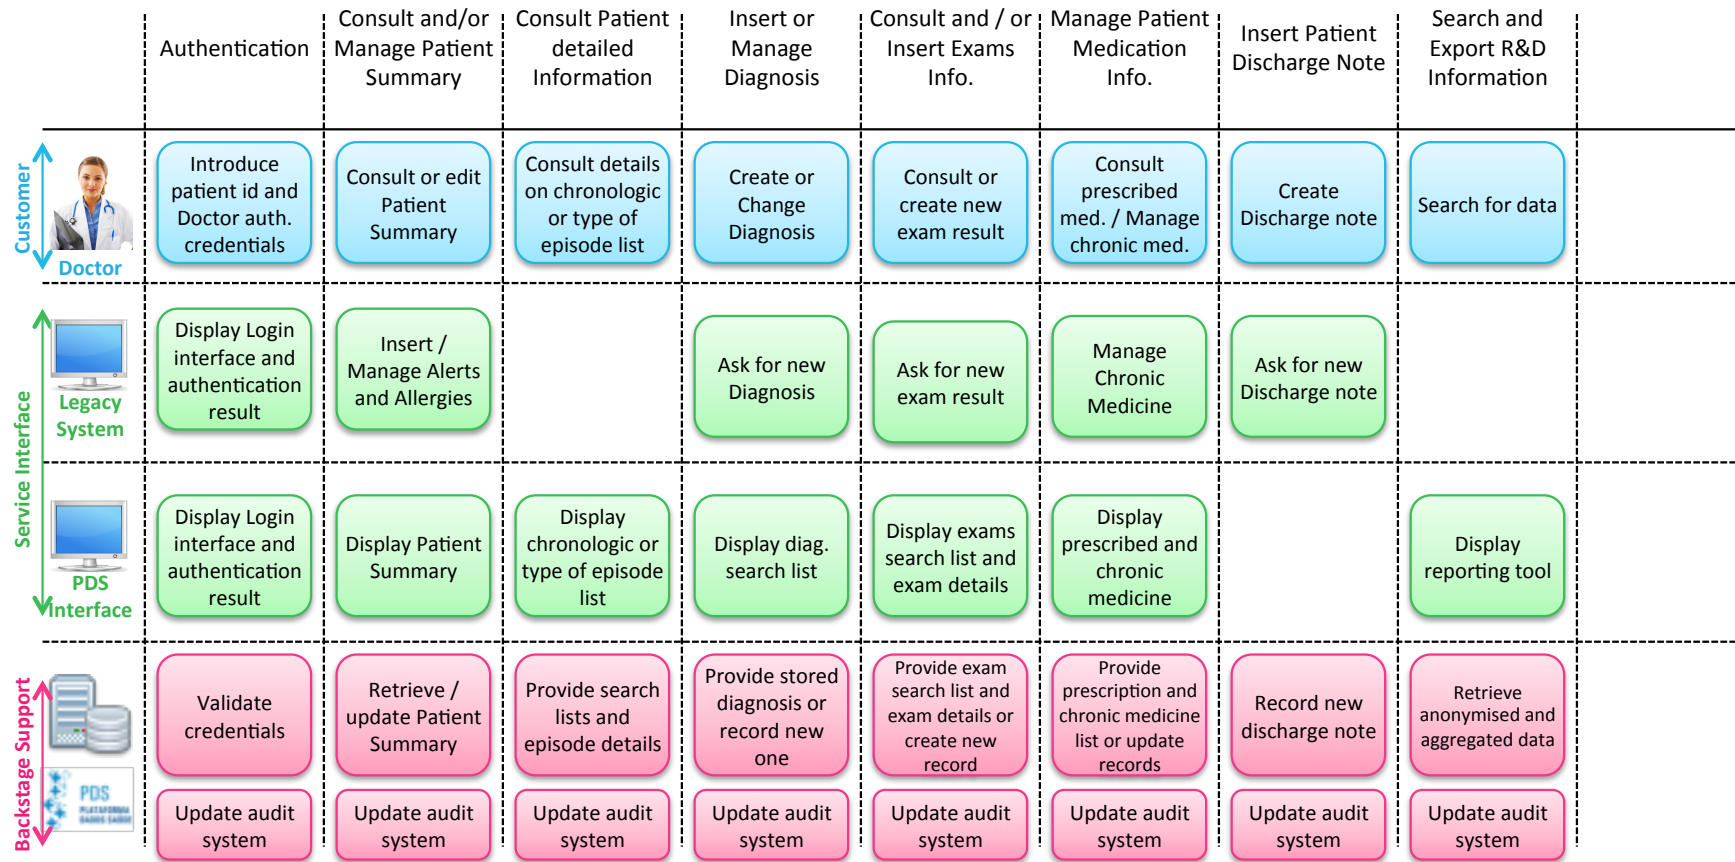 Authentication
Consult and/or
Manage Patient
Summary
Consult Patient
detailed
Information
Insert or
Manage
Diagnosis
Consult and / or
Insert Exams
Info.
Manage Patient
Medication
Info.
Insert Patient
Discharge Note
Search and
Export R&D
Information
Customer
Doctor
Introduce
patient id and
Doctor auth.
credentials
Consult or edit
Patient
Summary
Consult details
on chronologic
or type of
episode list
Create or
Change
Diagnosis
Consult or
create new
exam result
Consult
prescribed
med. / Manage
chronic med.
Create
Discharge note
Search for data
Service Interface
Legacy
System
Display Login
interface and
authentication
result
Insert /
Manage Alerts
and Allergies
Ask for new
Diagnosis
Ask for new
exam result
Manage
Chronic
Medicine
Ask for new
Discharge note
PDS
Interface
Display Login
interface and
authentication
result
Display Patient
Summary
Display
chronologic or
type of episode
list
Display diag.
search list
Display exams
search list and
exam details
Display
prescribed and
chronic
medicine
Display
reporting tool
Backstage Support
Validate
credentials
Retrieve /
update Patient
Summary
Provide search
lists and
episode details
Provide stored
diagnosis or
record new
one
Provide exam
search list and
exam details or
create new
record
Provide
prescription and
chronic medicine
list or update
records
Record new
discharge note
Retrieve
anonymised and
aggregated data
PDS
PLATAFORMA
DADOS SAÚDE
Update audit
system
Update audit
system
Update audit
system
Update audit
system
Update audit
system
Update audit
system
Update audit
system
Update audit
system